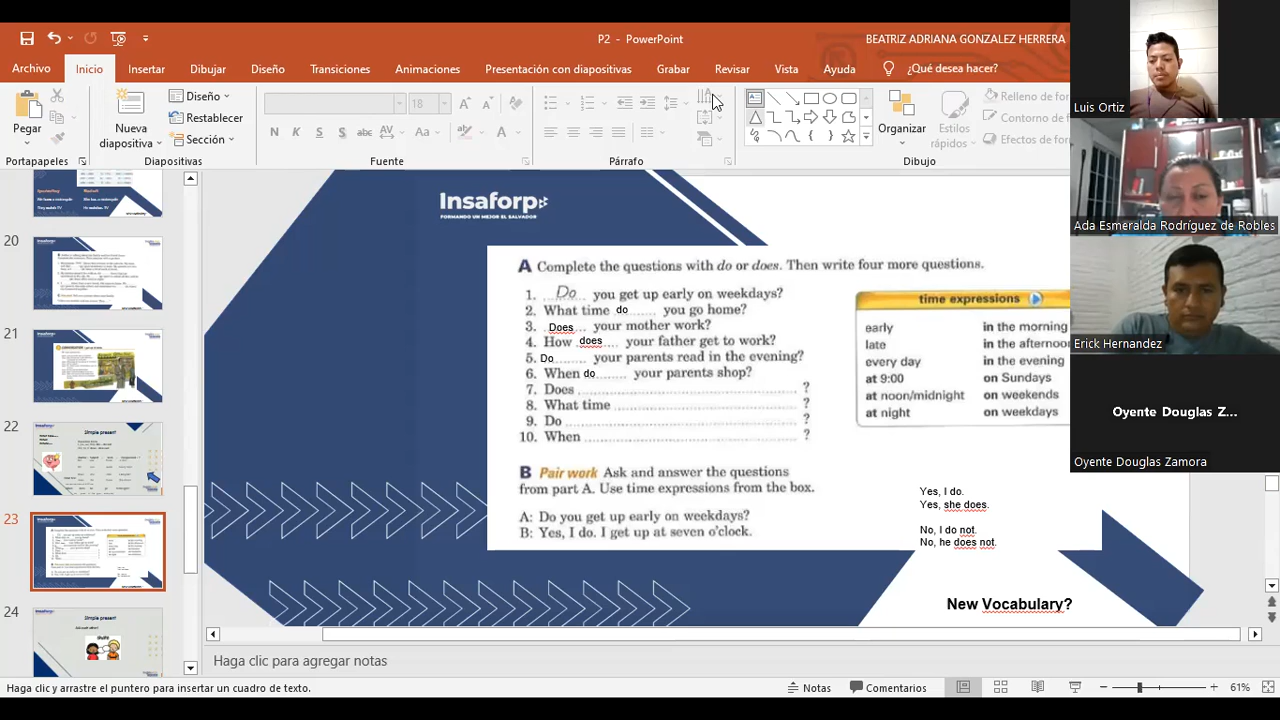 P2 - PowerPoint
BEATRIZ ADRIANA GONZALEZ HERRERA
Archivo
Inicio
Insertar
Dibujar
Diseño
Transiciones
Animaciones
Presentación con diapositivas
Grabar
Revisar
Vista
Ayuda
¿Qué desea hacer?
Pegar
Nueva
diapositiva
Diseño
Restablecer
Sección
18
N K S abc AV Aa A
Organizar
Estilos
rápidos
Relleno de
Contorno de
Efectos de
Portapapeles
Diapositivas
Fuente
Párrafo
Dibujo
20
21
22
Simple present
23
24
Simple present
Insaforp
FORMANDO UN MEJOR EL SALVADOR
A Complete the questions with do or does. Then write four more questions.
1. Do you get up early on weekdays?
2. What time do you go home?
3. Does your mother work?
4. How does your father get to work?
5. Do your parents read in the evening?
6. When do your parents shop?
7. Does ?
8. What time ?
9. Do ?
10. When ?
time expressions
early in the morning
late in the afternoo
every day in the evening
at 9:00 on Sundays
at noon/midnight on weekends
at night on weekdays
B Pair work Ask and answer the questions
from part A. Use time expressions from the box.
A: Do you get up early on weekdays?
B: Yes, I do. I get up at seven o'clock.
Yes, I do.
Yes, she does.
No, I do not.
No, he does not.
New Vocabulary?
Luis Ortiz
Ada Esmeralda Rodríguez de Robles
Erick Hernandez
Oyente Douglas Z...
Oyente Douglas Zamora
Haga clic para agregar notas
Haga clic y arrastre el puntero para insertar un cuadro de texto.
Notas
Comentarios
61%